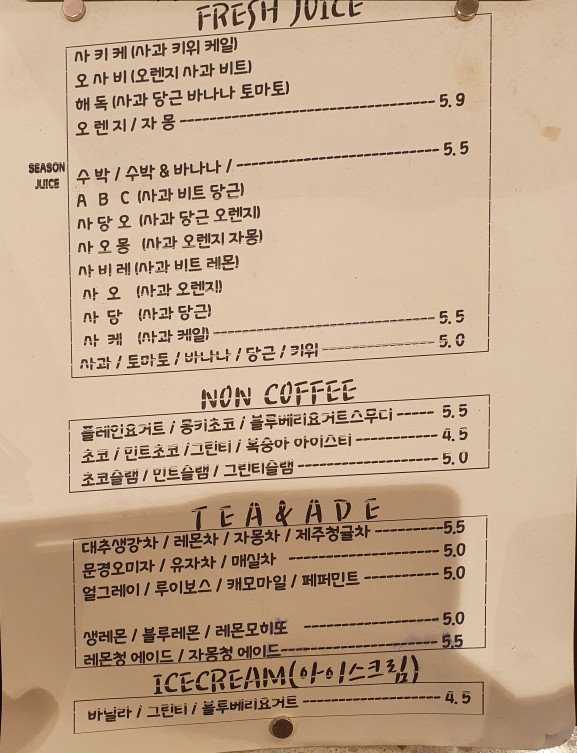 FRESH JUICE
사 키 케 (사과 키위 케일)
오 사 비 (오렌지 사과 비트)
해 독 (사과 당근 바나나 토마토)
오 렌 지 / 자 몽 ---------- 5.9
SEASON
JUICE
수 박 / 수박 & 바나나 / ---------- 5.5
A B C (사과 비트 당근)
사 당 오 (사과 당근 오렌지)
사 오 몽 (사과 오렌지 자몽)
사 비 레 (사과 비트 레몬)
사 오 (사과 오렌지)
사 당 (사과 당근)
사 케 (사과 케일) ---------- 5.5
사과 / 토마토 / 바나나 / 당근 / 키위 ---------- 5.0
NON COFFEE
플레인요거트 / 몽키초코 / 블루베리요거트스무디 ----- 5.5
초코 / 민트초코 /그린티 / 복숭아 아이스티 ---------- 4.5
초코슬램 / 민트슬램 / 그린티슬램 ---------- 5.0
TEA & ADE
대추생강차 / 레몬차 / 자몽차 / 제주청귤차 ----------5.5
문경오미자 / 유자차 / 매실차 ---------- 5.0
얼그레이 / 루이보스 / 캐모마일 / 페퍼민트 ---------- 5.0
생레몬 / 블루레몬 / 레몬모히또 ---------- 5.0
레몬청 에이드 / 자몽청 에이드---------- 5.5
ICECREAM(아이스크림)
바닐라 / 그린티 / 블루베리요거트 ---------- 4.5